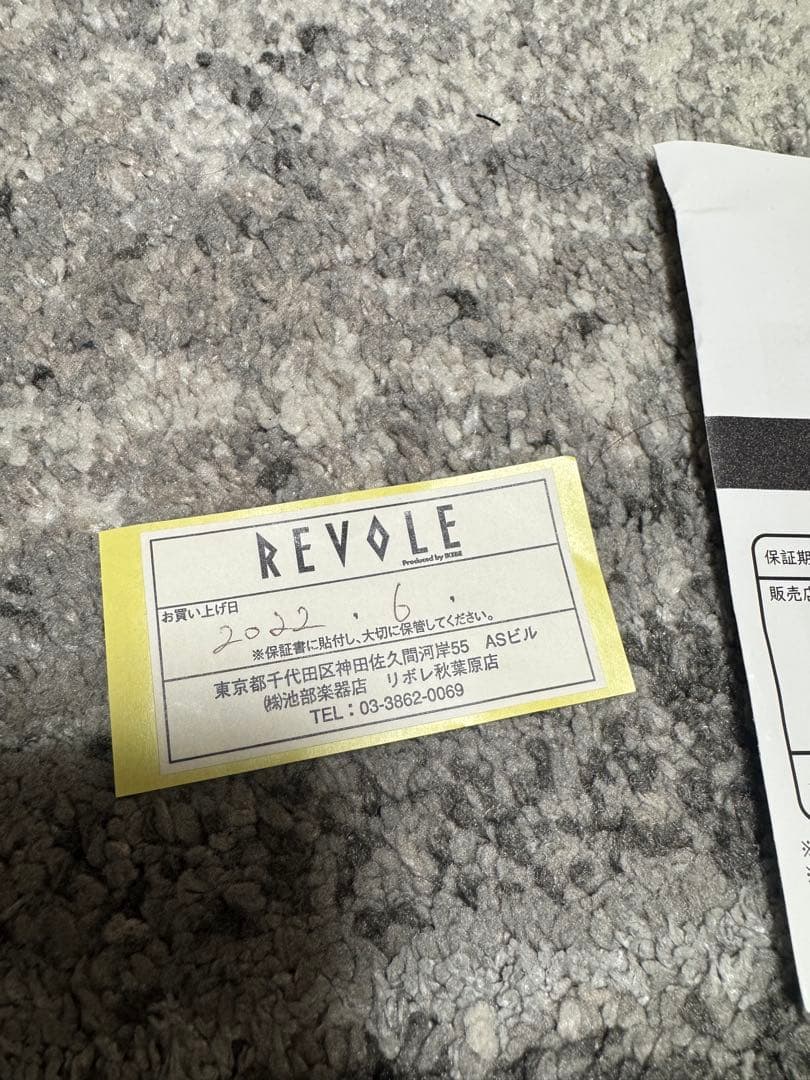 REVOLE
Produced by IKEBE
お買い上げ日
2022 . 6 .
※保証書に貼付し、大切に保管してください。
東京都千代田区神田佐久間河岸55 ASビル
㈱池部楽器店 リボレ秋葉原店
TEL：03-3862-0069
保証期
販売店
※